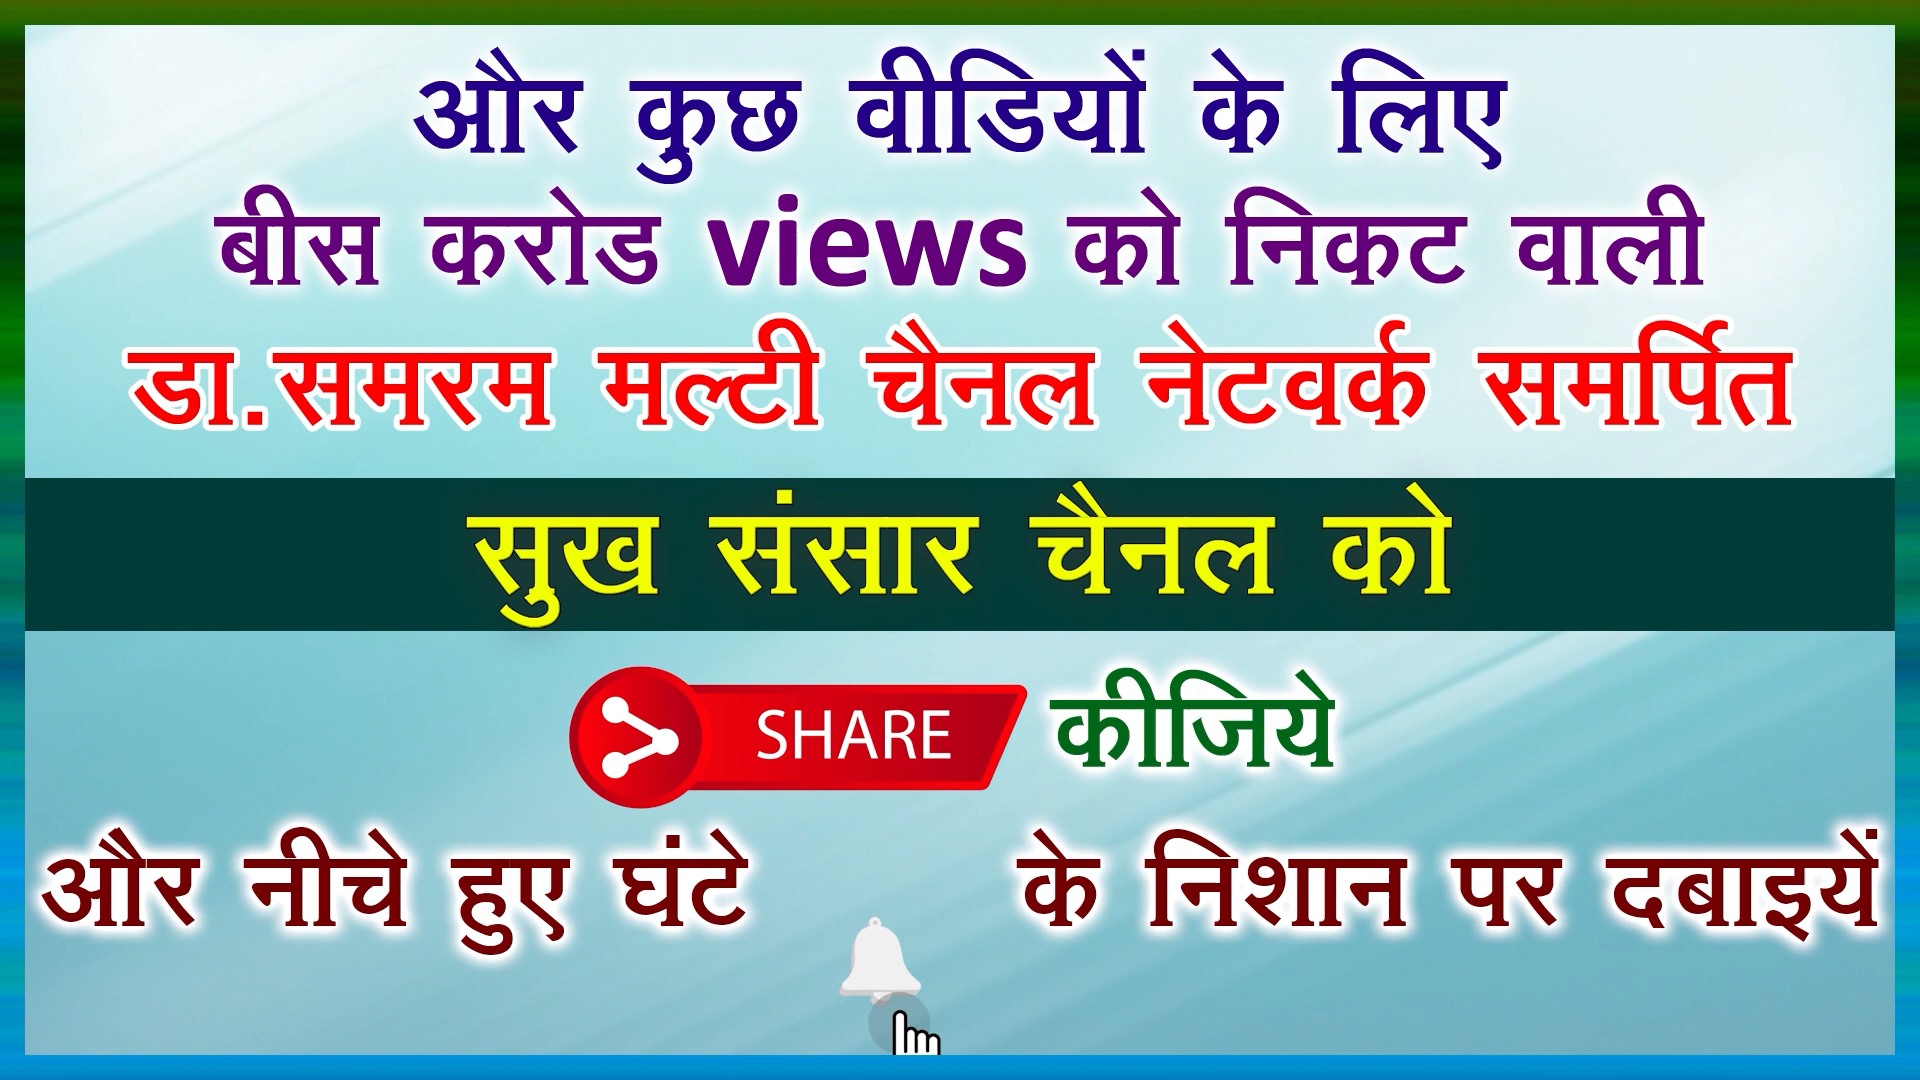 और कुछ वीडियों के लिए
बीस करोड views को निकट वाली
डा.समरम मल्टी चैनल नेटवर्क समर्पित
सुख संसार चैनल को
SHARE कीजिये
और नीचे हुए घंटे के निशान पर दबाइयें